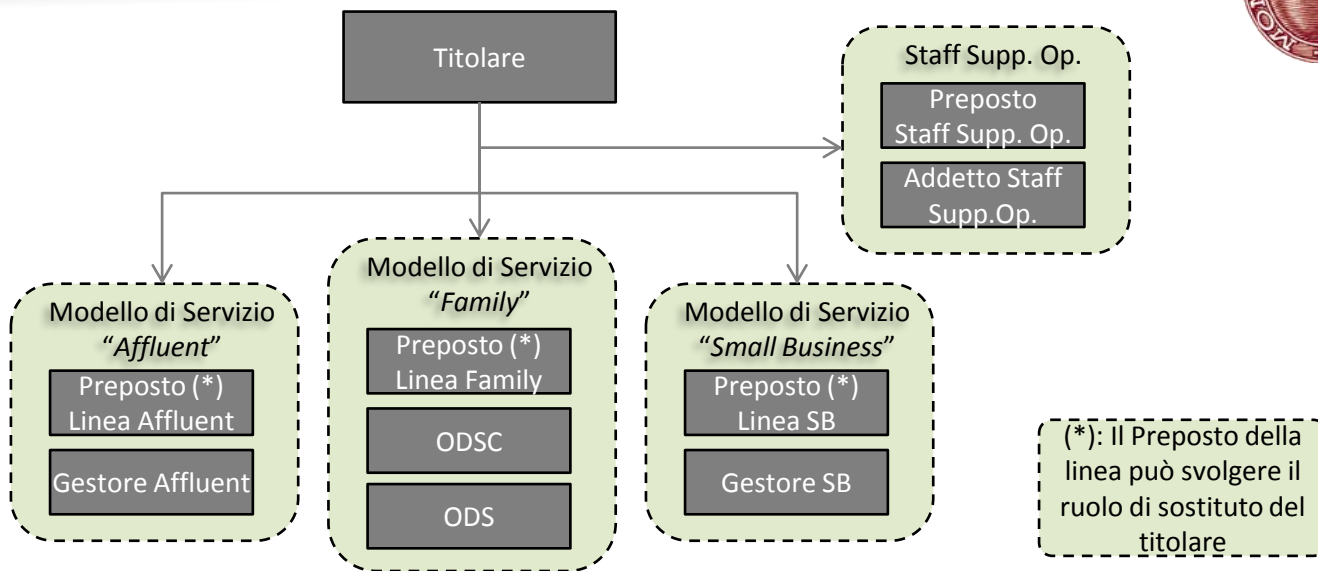 Titolare
Staff Supp. Op.
Preposto
Staff Supp. Op.
Addetto Staff
Supp.Op.
Modello di Servizio
“Affluent”
Preposto (*)
Linea Affluent
Gestore Affluent
Modello di Servizio
“Family”
Preposto (*)
Linea Family
ODSC
ODS
Modello di Servizio
“Small Business”
Preposto (*)
Linea SB
Gestore SB
(*): Il Preposto della
linea può svolgere il
ruolo di sostituto del
titolare